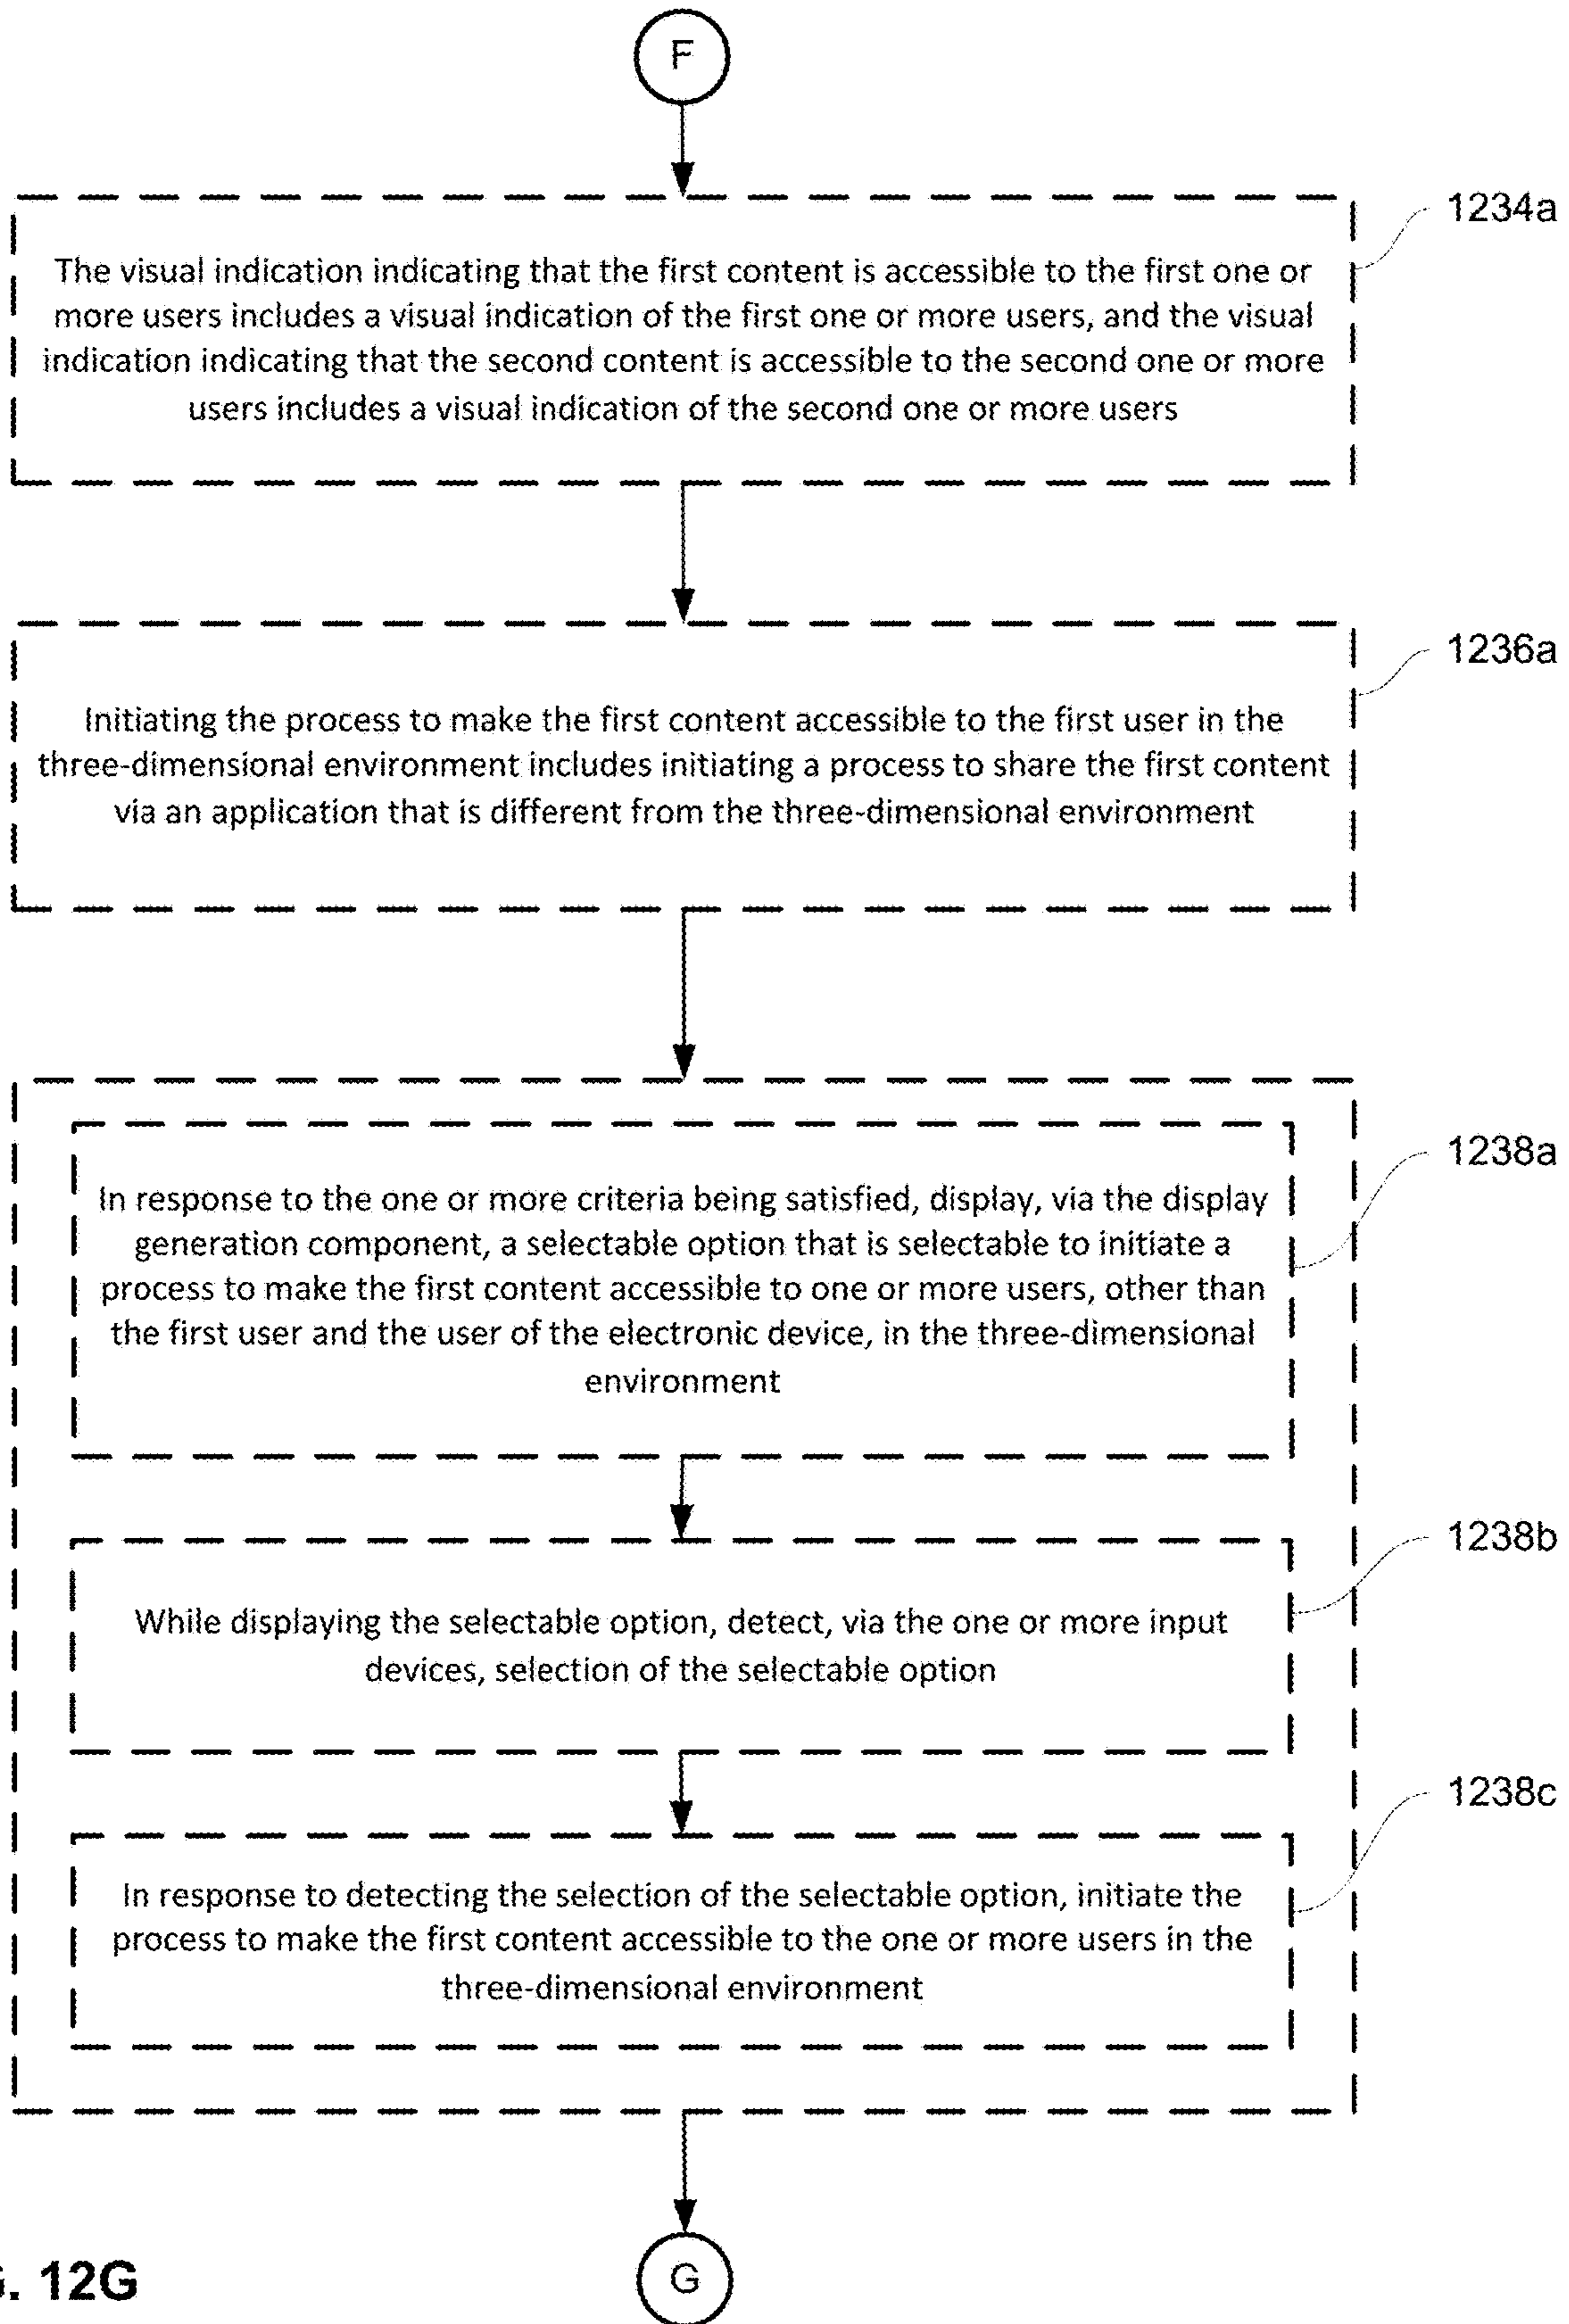 F
1234a
The visual indication indicating that the first content is accessible to the first one or
more users includes a visual indication of the first one or more users, and the visual
indication indicating that the second content is accessible to the second one or more
users includes a visual indication of the second one or more users
1236a
Initiating the process to make the first content accessible to the first user in the
three-dimensional environment includes initiating a process to share the first content
via an application that is different from the three-dimensional environment
1238a
In response to the one or more criteria being satisfied, display, via the display
generation component, a selectable option that is selectable to initiate a
process to make the first content accessible to one or more users, other than
the first user and the user of the electronic device, in the three-dimensional
environment
1238b
While displaying the selectable option, detect, via the one or more input
devices, selection of the selectable option
1238c
In response to detecting the selection of the selectable option, initiate the
process to make the first content accessible to the one or more users in the
three-dimensional environment
G
12G